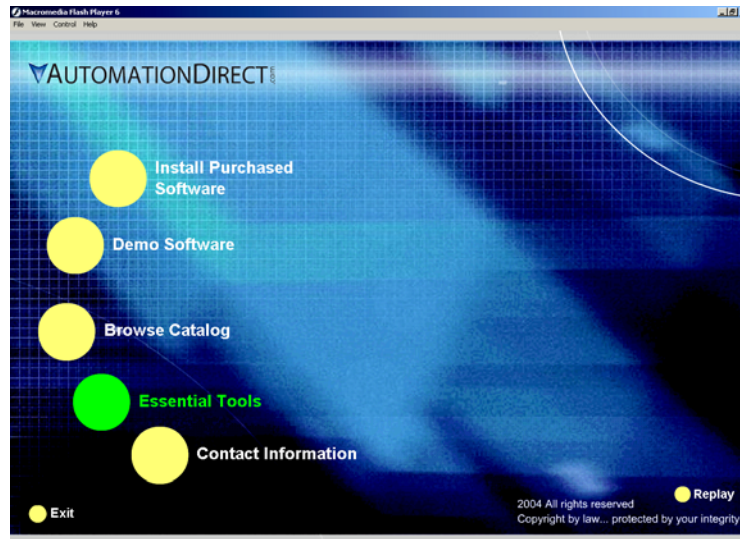 Macromedia Flash Player 6
File View Control Help
AUTOMATIONDIRECT.com
Install Purchased
Software
Demo Software
Browse Catalog
Essential Tools
Contact Information
Exit
Replay
2004 All rights reserved
Copyright by law... protected by your integrity